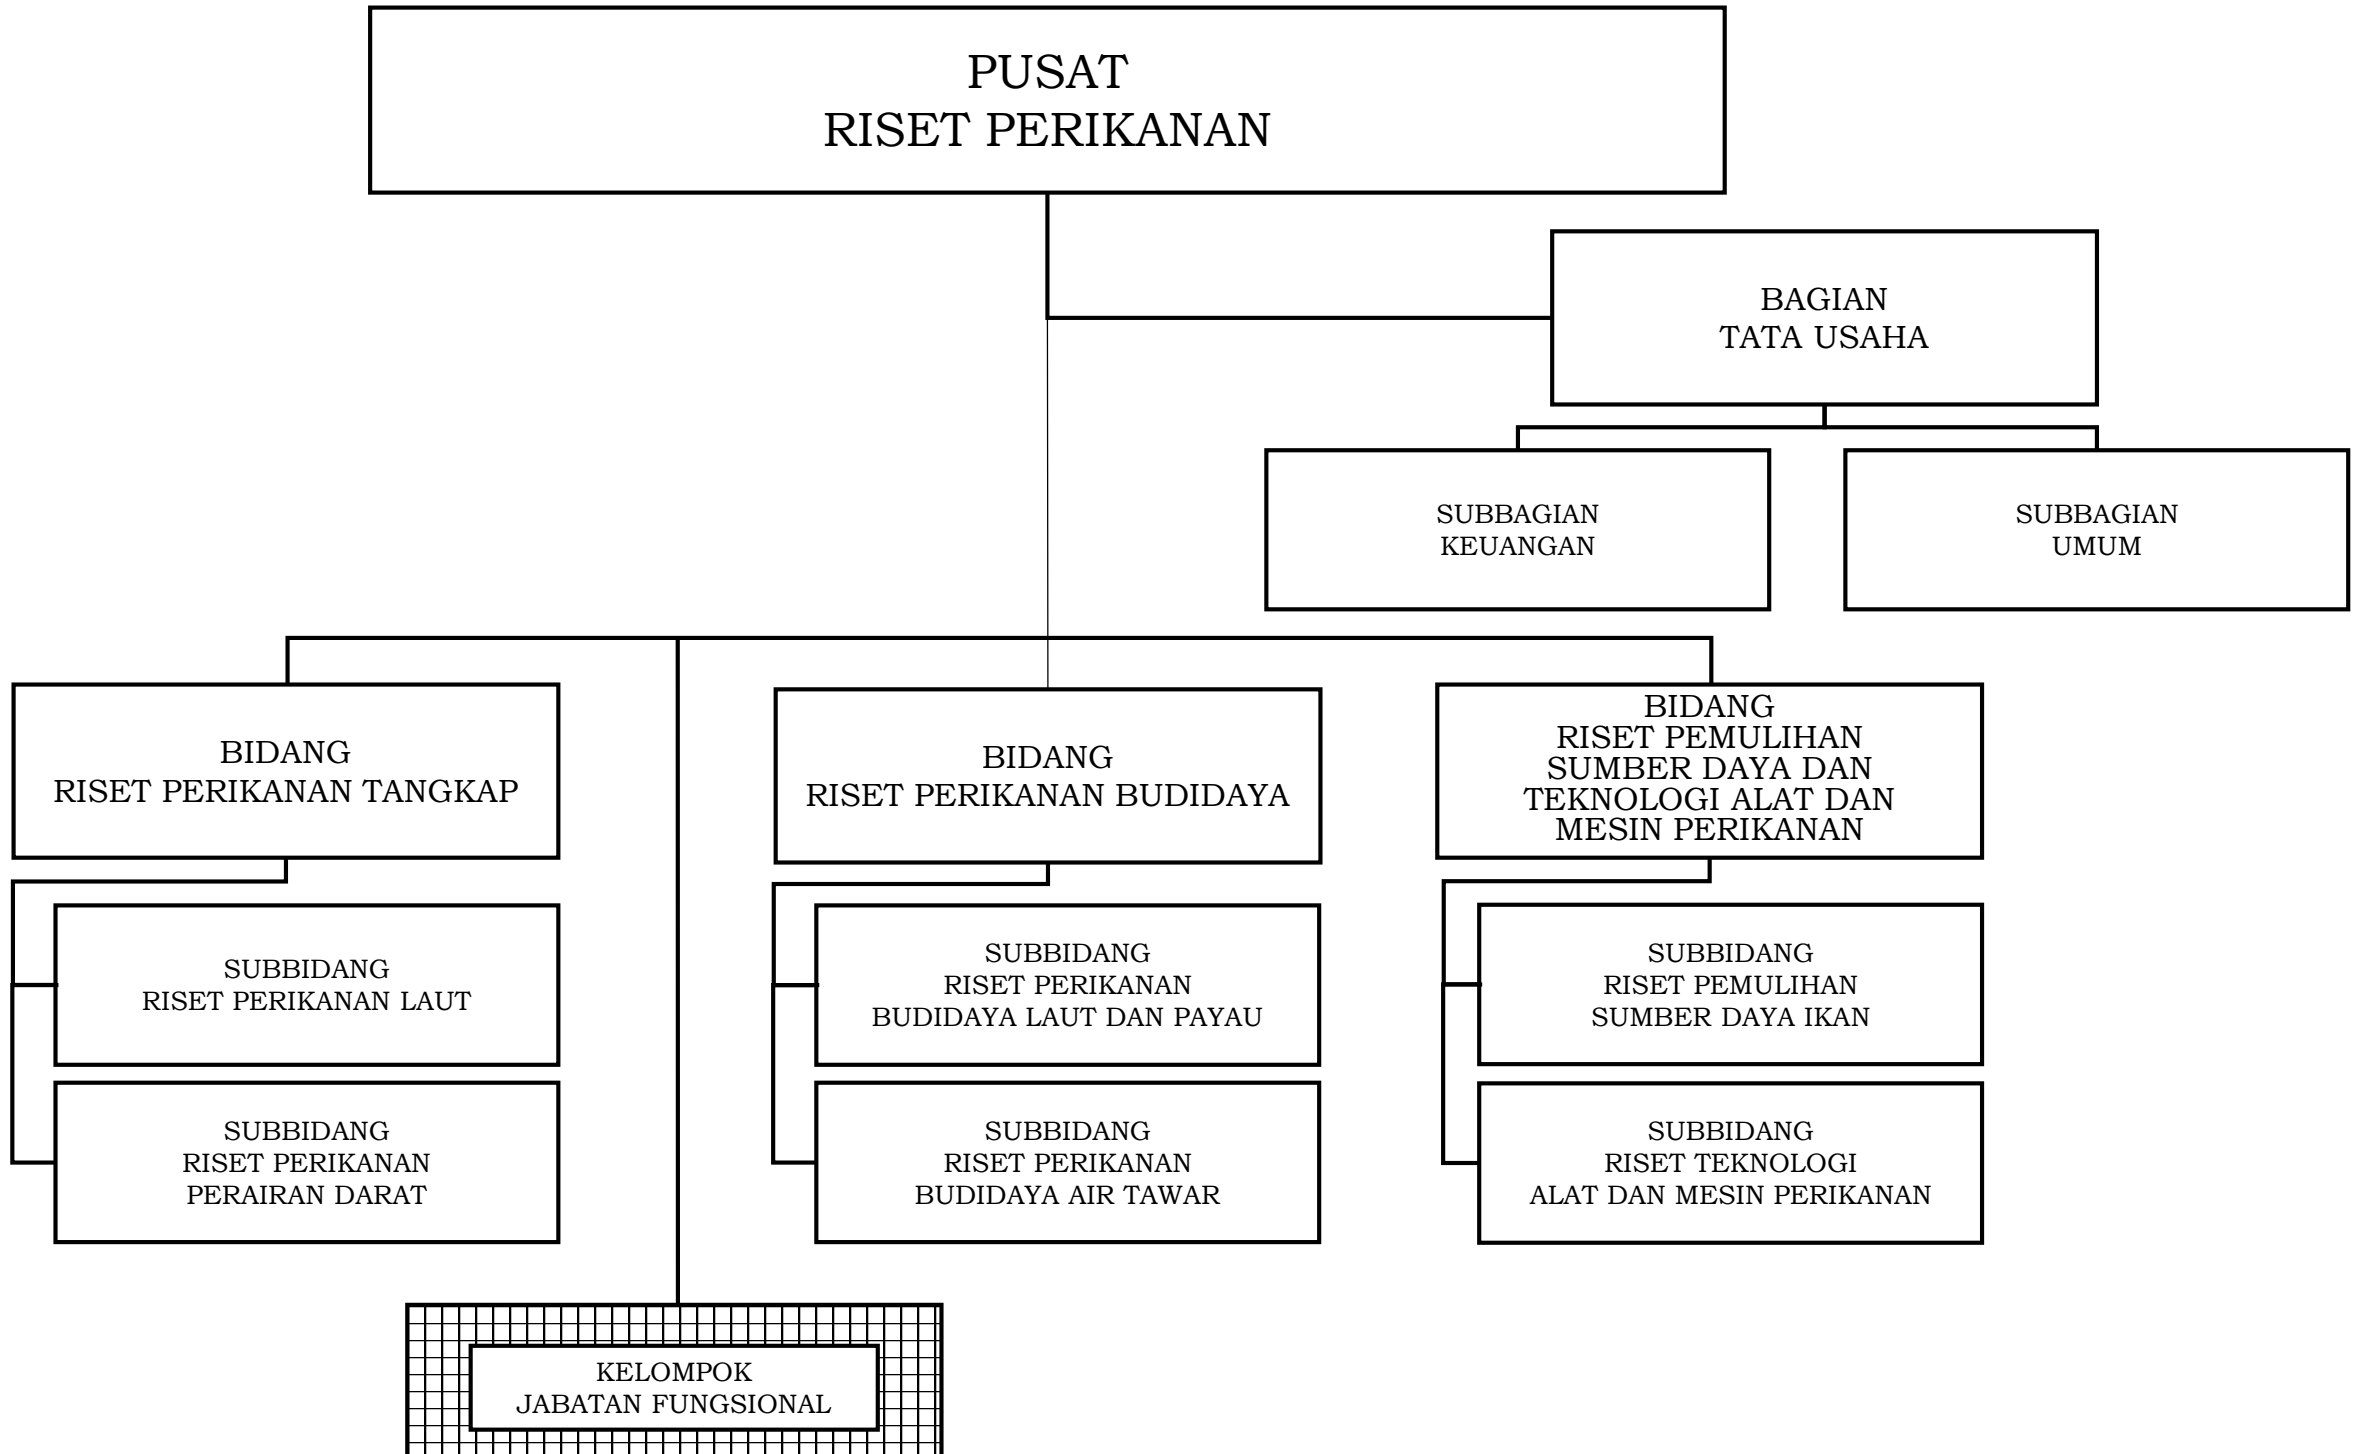 PUSAT
RISET PERIKANAN
BAGIAN
TATA USAHA
SUBBAGIAN
KEUANGAN
SUBBAGIAN
UMUM
BIDANG
RISET PERIKANAN TANGKAP
BIDANG
RISET PERIKANAN BUDIDAYA
BIDANG
RISET PEMULIHAN
SUMBER DAYA DAN
TEKNOLOGI ALAT DAN
MESIN PERIKANAN
SUBBIDANG
RISET PERIKANAN LAUT
SUBBIDANG
RISET PERIKANAN
BUDIDAYA LAUT DAN PAYAU
SUBBIDANG
RISET PEMULIHAN
SUMBER DAYA IKAN
SUBBIDANG
RISET PERIKANAN
PERAIRAN DARAT
SUBBIDANG
RISET PERIKANAN
BUDIDAYA AIR TAWAR
SUBBIDANG
RISET TEKNOLOGI
ALAT DAN MESIN PERIKANAN
KELOMPOK
JABATAN FUNGSIONAL